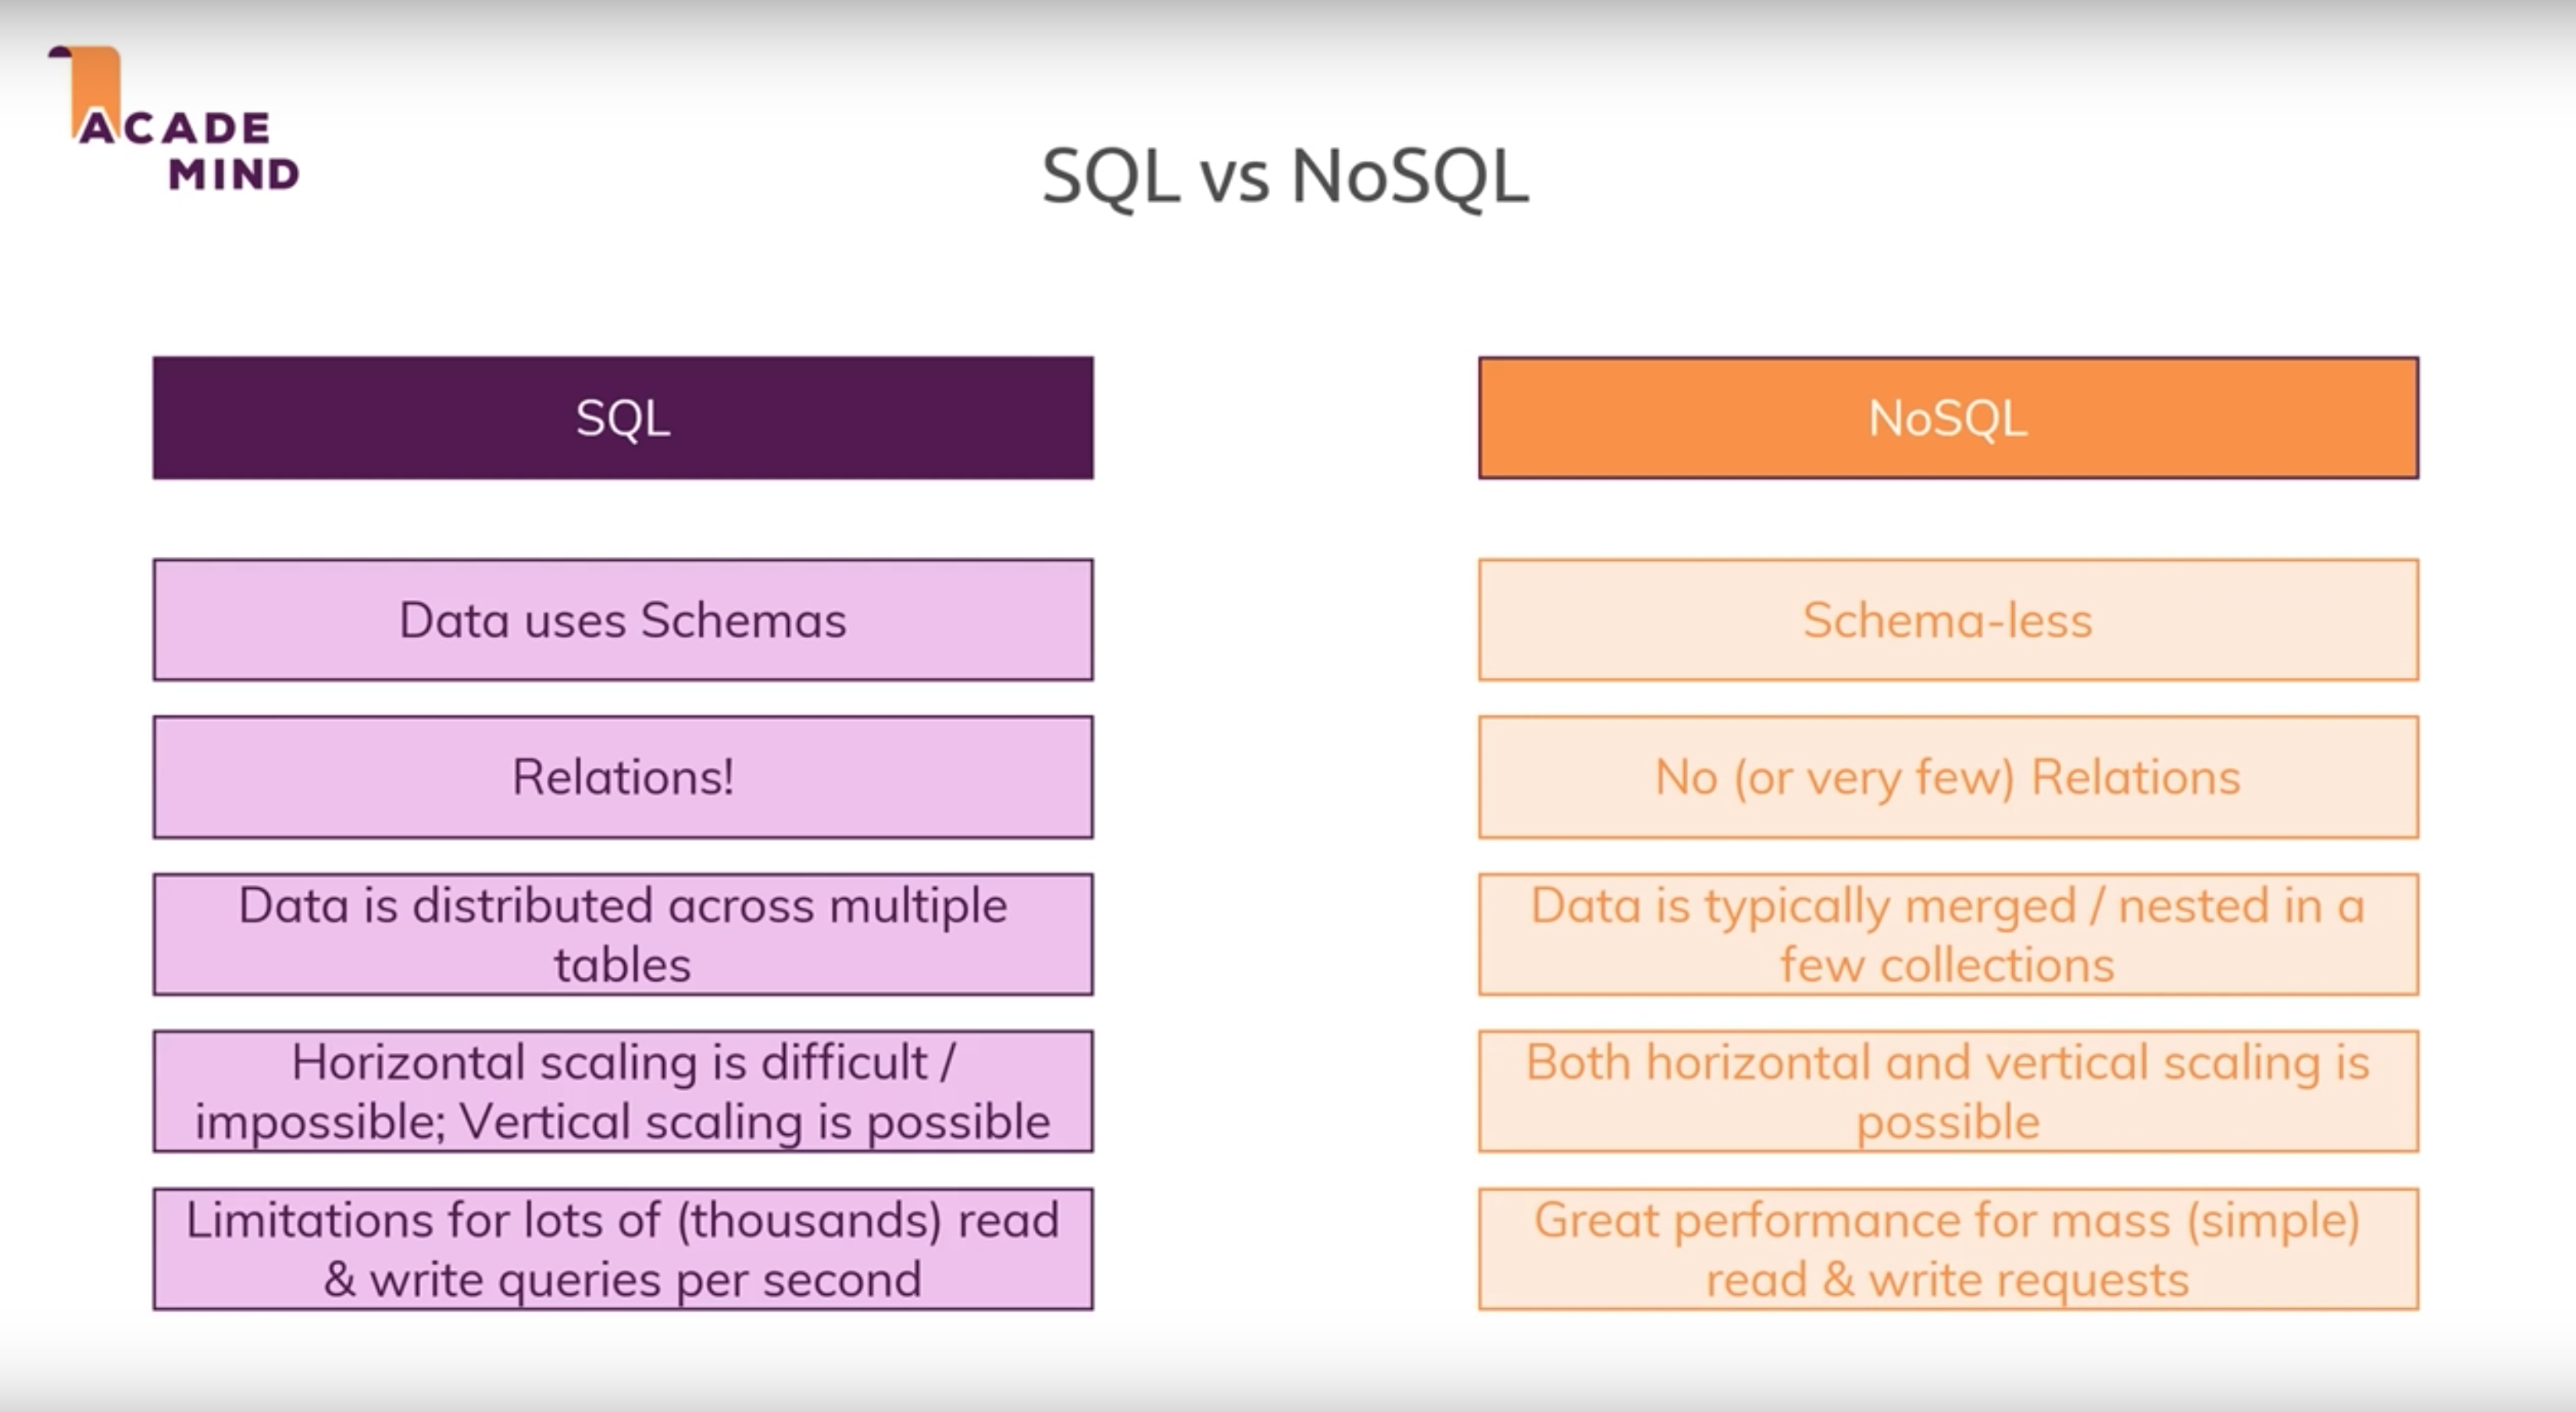 ACADE
MIND
SQL vs NoSQL
SQL
NoSQL
Data uses Schemas
Schema-less
Relations!
No (or very few) Relations
Data is distributed across multiple
tables
Data is typically merged / nested in a
few collections
Horizontal scaling is difficult /
impossible; Vertical scaling is possible
Both horizontal and vertical scaling is
possible
Limitations for lots of (thousands) read
& write queries per second
Great performance for mass (simple)
read & write requests